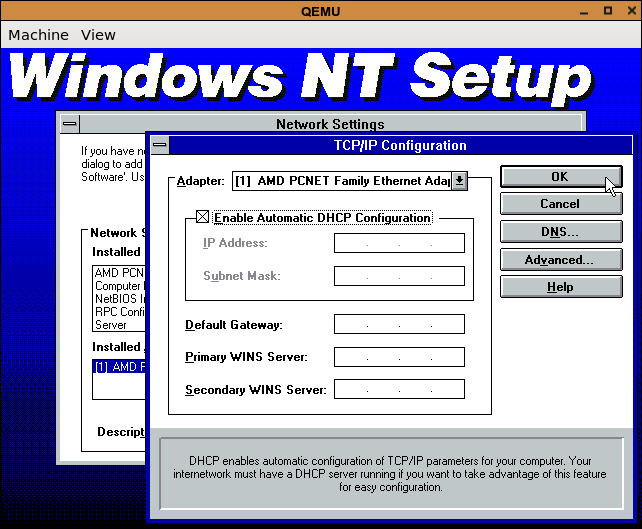 QEMU
Machine View
Windows NT Setup
Network Settings
If you have ne
dialog to add
Software'. Us
Network S
Installed
AMD PCN
Computer
NetBIOS I
RPC Confi
Server
Installed
[1] AMD P
Descript
TCP/IP Configuration
Adapter: [1] AMD PCNET Family Ethernet Ada
Enable Automatic DHCP Configuration
IP Address:
Subnet Mask:
Default Gateway:
Primary WINS Server:
Secondary WINS Server:
OK
Cancel
DNS...
Advanced...
Help
DHCP enables automatic configuration of TCP/IP parameters for your computer. Your
internetwork must have a DHCP server running if you want to take advantage of this feature
for easy configuration.